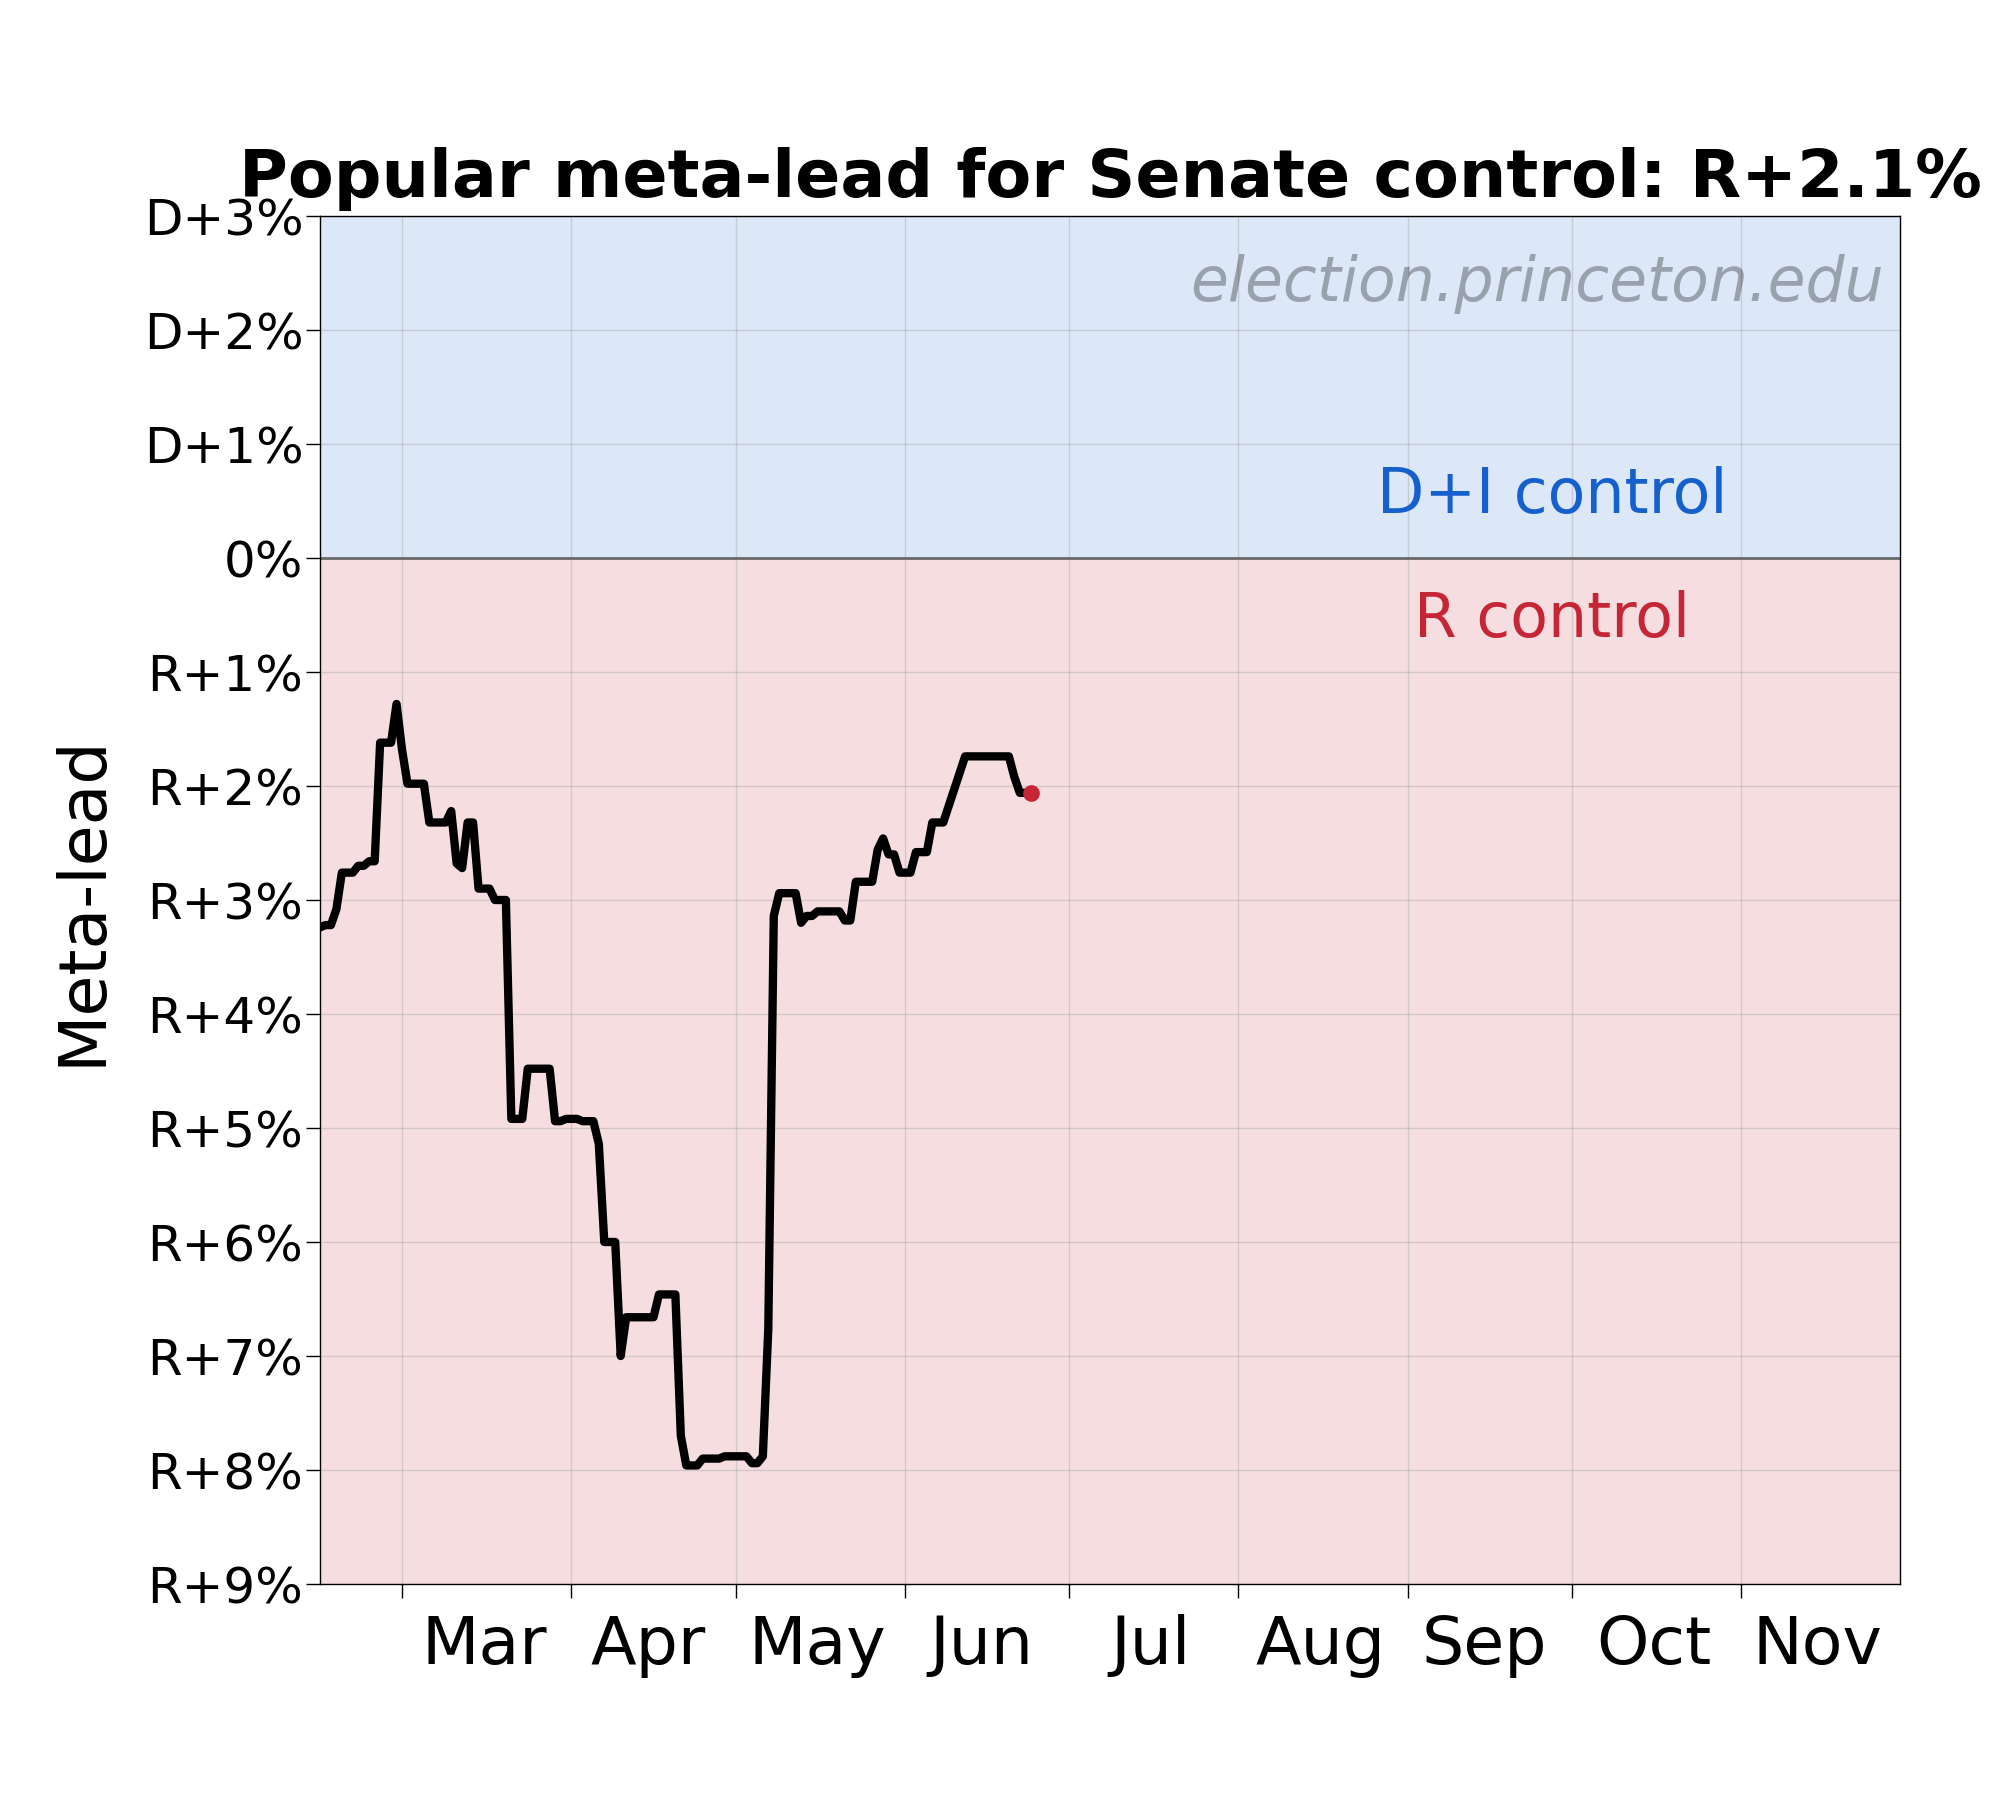 Popular meta-lead for Senate control: R+2.1%
D+3%
election.princeton.edu
D+2%
D+1%
D+I control
0%
R control
R+1%
R+2%
R+3%
Meta-lead
R+4%
R+5%
R+6%
R+7%
R+8%
R+9%
Mar Apr May Jun Jul Aug Sep Oct Nov